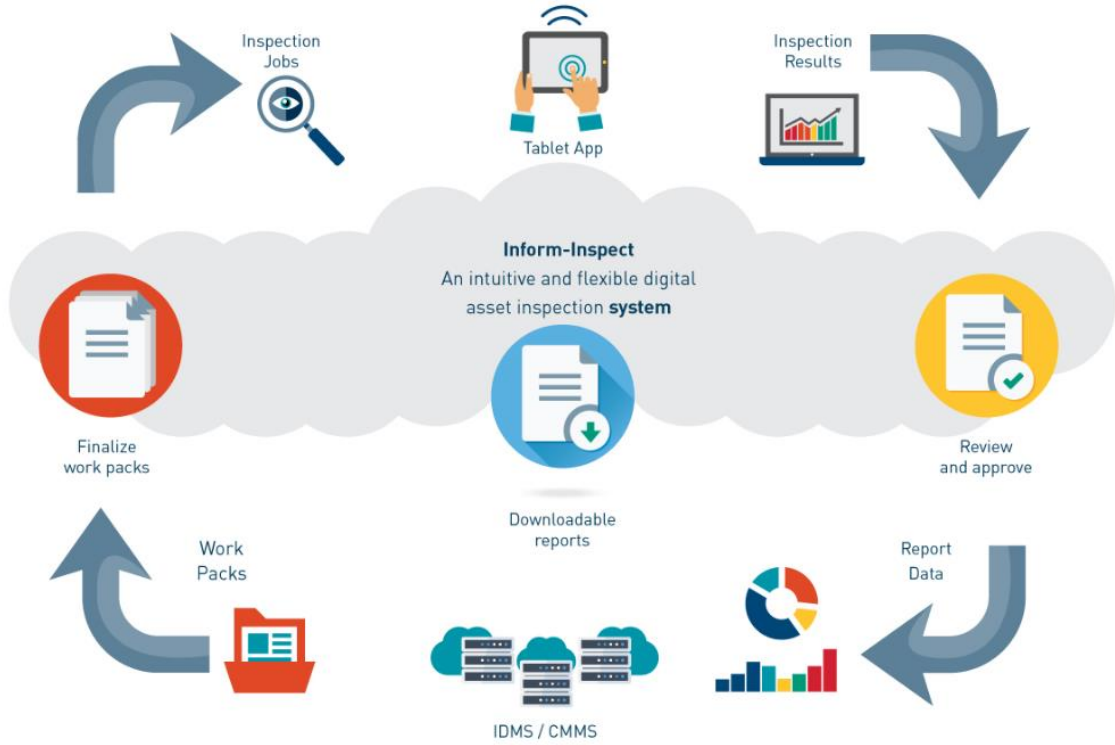 Inspection
Jobs
Tablet App
Inspection
Results
Inform-Inspect
An intuitive and flexible digital
asset inspection system
Finalize
work packs
Downloadable
reports
Review
and approve
Work
Packs
Report
Data
IDMS / CMMS